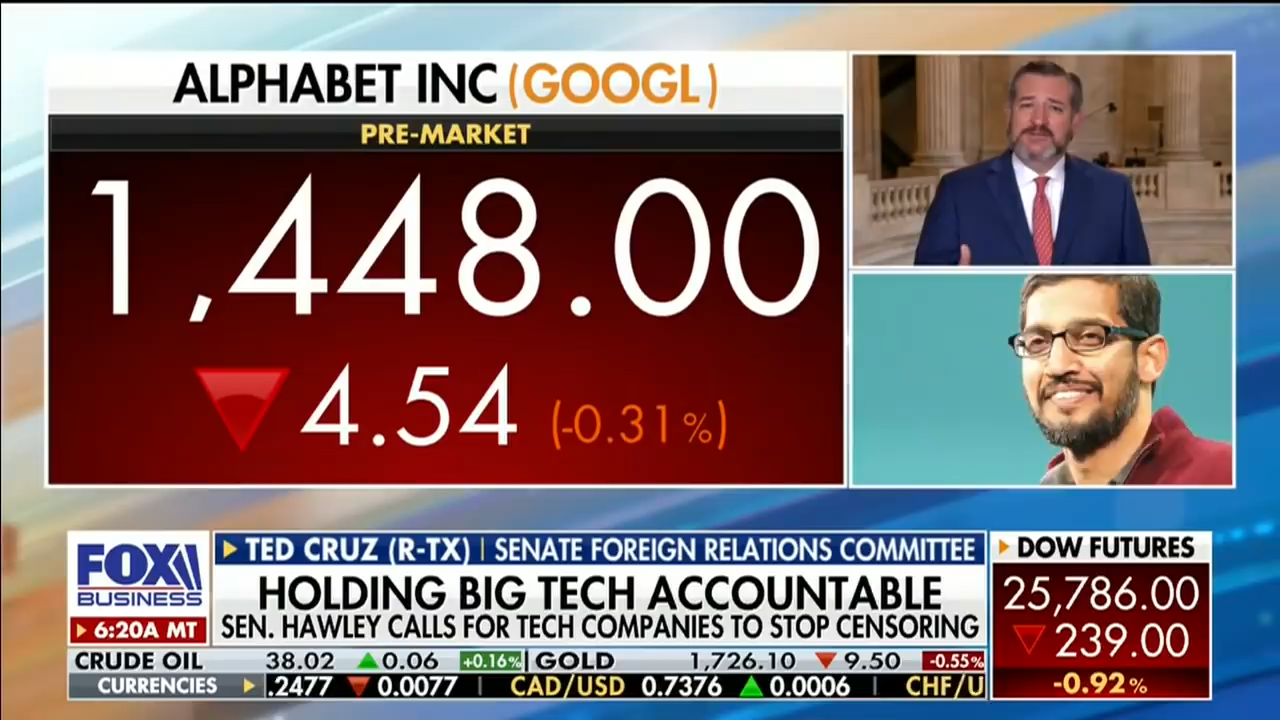 ALPHABET INC (GOOGL)
PRE-MARKET
1,448.00
4.54 (-0.31%)
FOX BUSINESS
6:20A MT
TED CRUZ (R-TX) | SENATE FOREIGN RELATIONS COMMITTEE
HOLDING BIG TECH ACCOUNTABLE
SEN. HAWLEY CALLS FOR TECH COMPANIES TO STOP CENSORING
DOW FUTURES
25,786.00
239.00
-0.92%
CRUDE OIL 38.02 0.06 +0.16% GOLD 1,726.10 9.50 -0.55%
CURRENCIES .2477 0.0077 | CAD/USD 0.7376 0.0006 | CHF/U